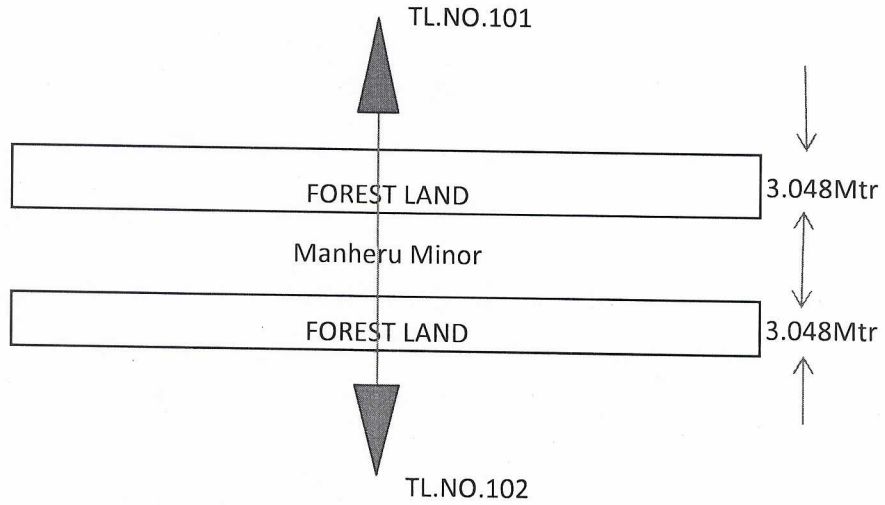 TL.NO.101
FOREST LAND
3.048Mtr
Manheru Minor
FOREST LAND
3.048Mtr
TL.NO.102